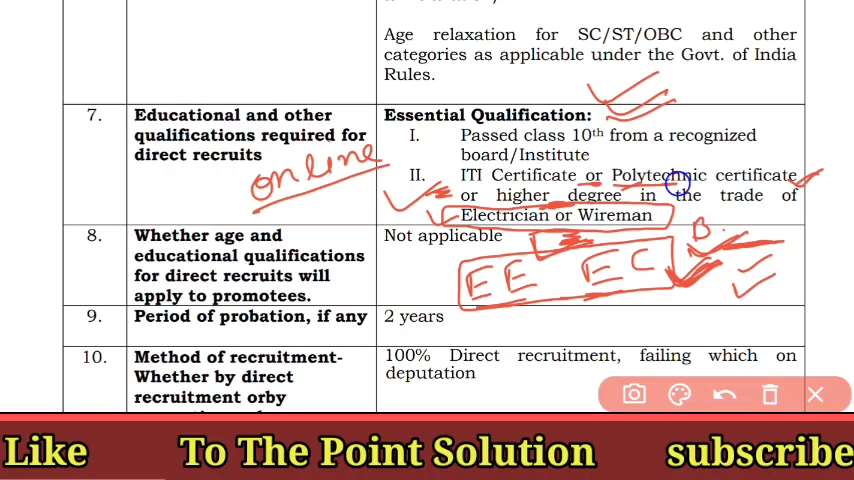 Age relaxation for SC/ST/OBC and other
categories as applicable under the Govt. of India
Rules.
7.
Educational and other
qualifications required for
direct recruits
online
Essential Qualification:
I. Passed class 10th from a recognized
board/Institute
II. ITI Certificate or Polytechnic certificate
or higher degree in the trade of
Electrician or Wireman
8.
Whether age and
educational qualifications
for direct recruits will
apply to promotees.
Not applicable
B.
EE EC
9.
Period of probation, if any
2 years
10.
Method of recruitment-
Whether by direct
recruitment orby
100% Direct recruitment, failing which on
deputation
Like To The Point Solution subscribe